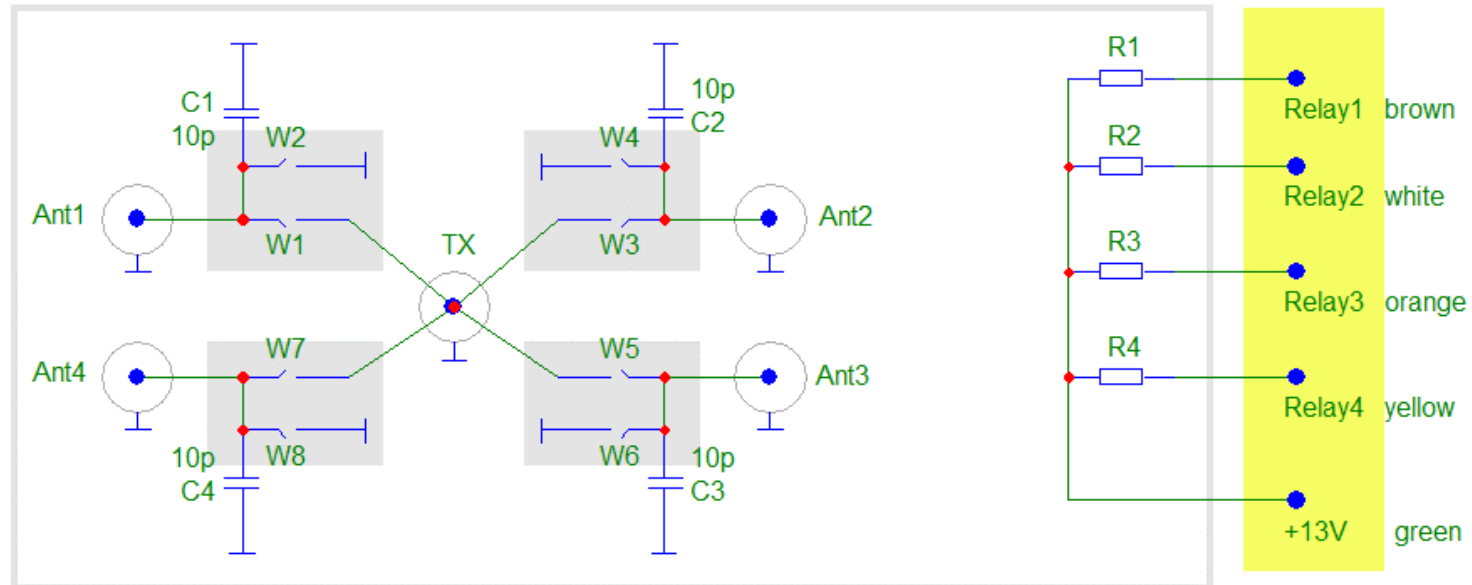 R1
C1
10p
10p
C2
Relay1 brown
W2
W4
R2
Ant1
Ant2
Relay2 white
W1
TX
W3
R3
Relay3 orange
Ant4
W7
W5
Ant3
R4
Relay4 yellow
10p
W8
W6
10p
C4
C3
+13V green